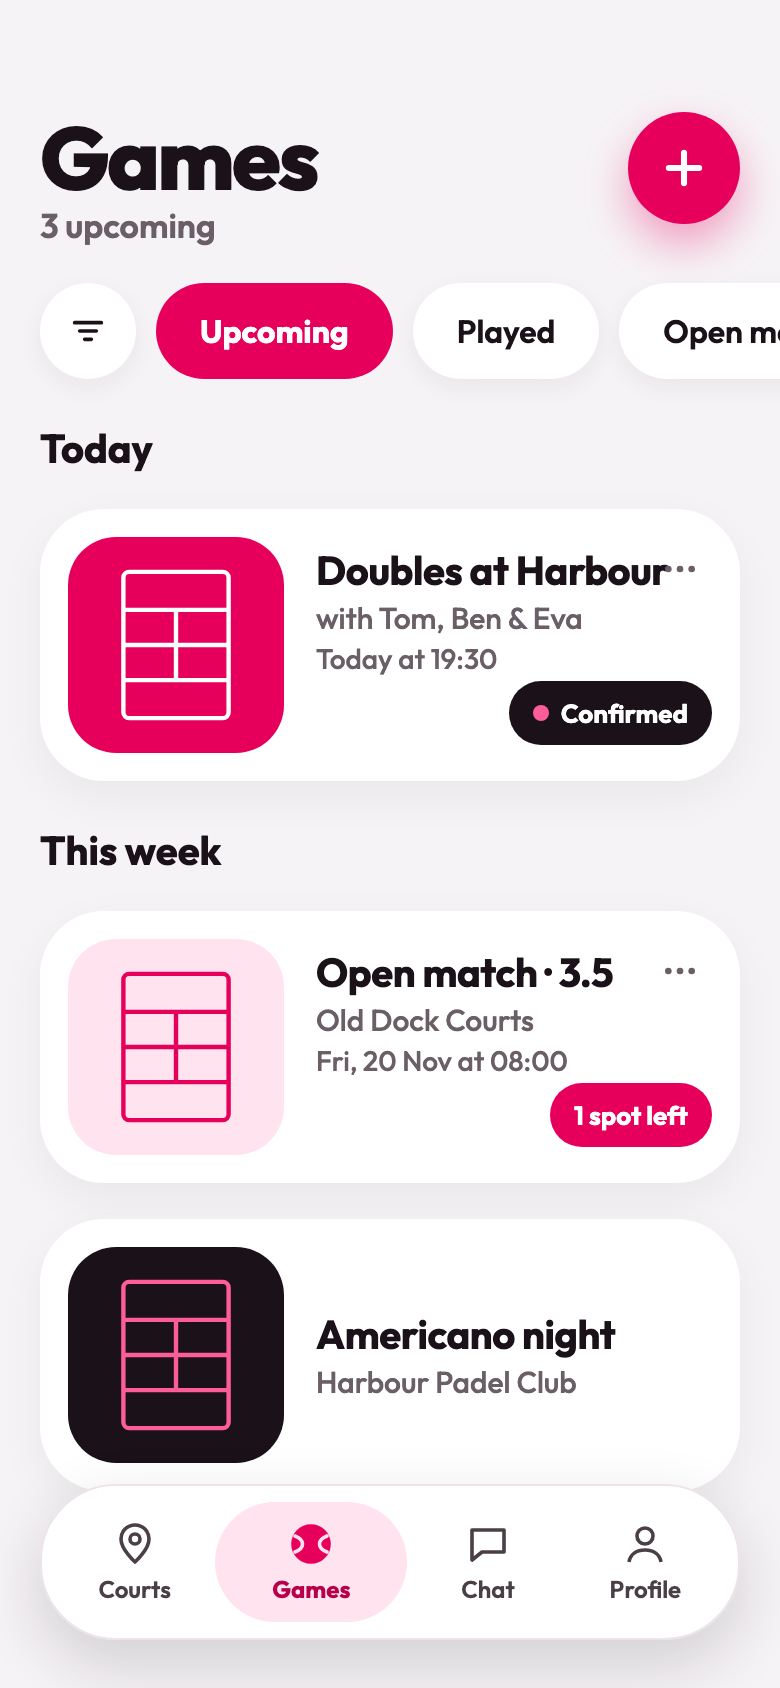 Games
3 upcoming
Upcoming
Played
Open m
Today
Doubles at Harbour
with Tom, Ben & Eva
Today at 19:30
Confirmed
This week
Open match · 3.5
Old Dock Courts
Fri, 20 Nov at 08:00
1 spot left
Americano night
Harbour Padel Club
Courts
Games
Chat
Profile